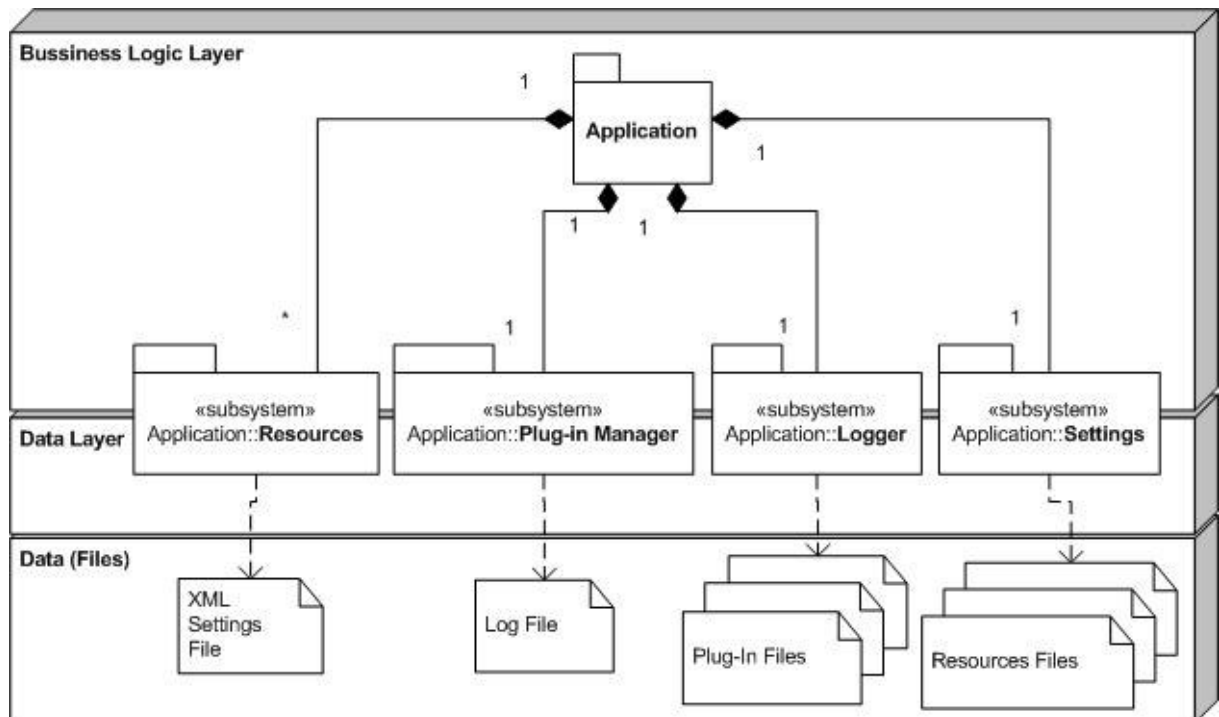 Bussiness Logic Layer
1
Application
1
1
1
*
1
1
1
«subsystem»
Application::Resources
«subsystem»
Application::Plug-in Manager
«subsystem»
Application::Logger
«subsystem»
Application::Settings
Data Layer
Data (Files)
XML
Settings
File
Log File
Plug-In Files
Resources Files